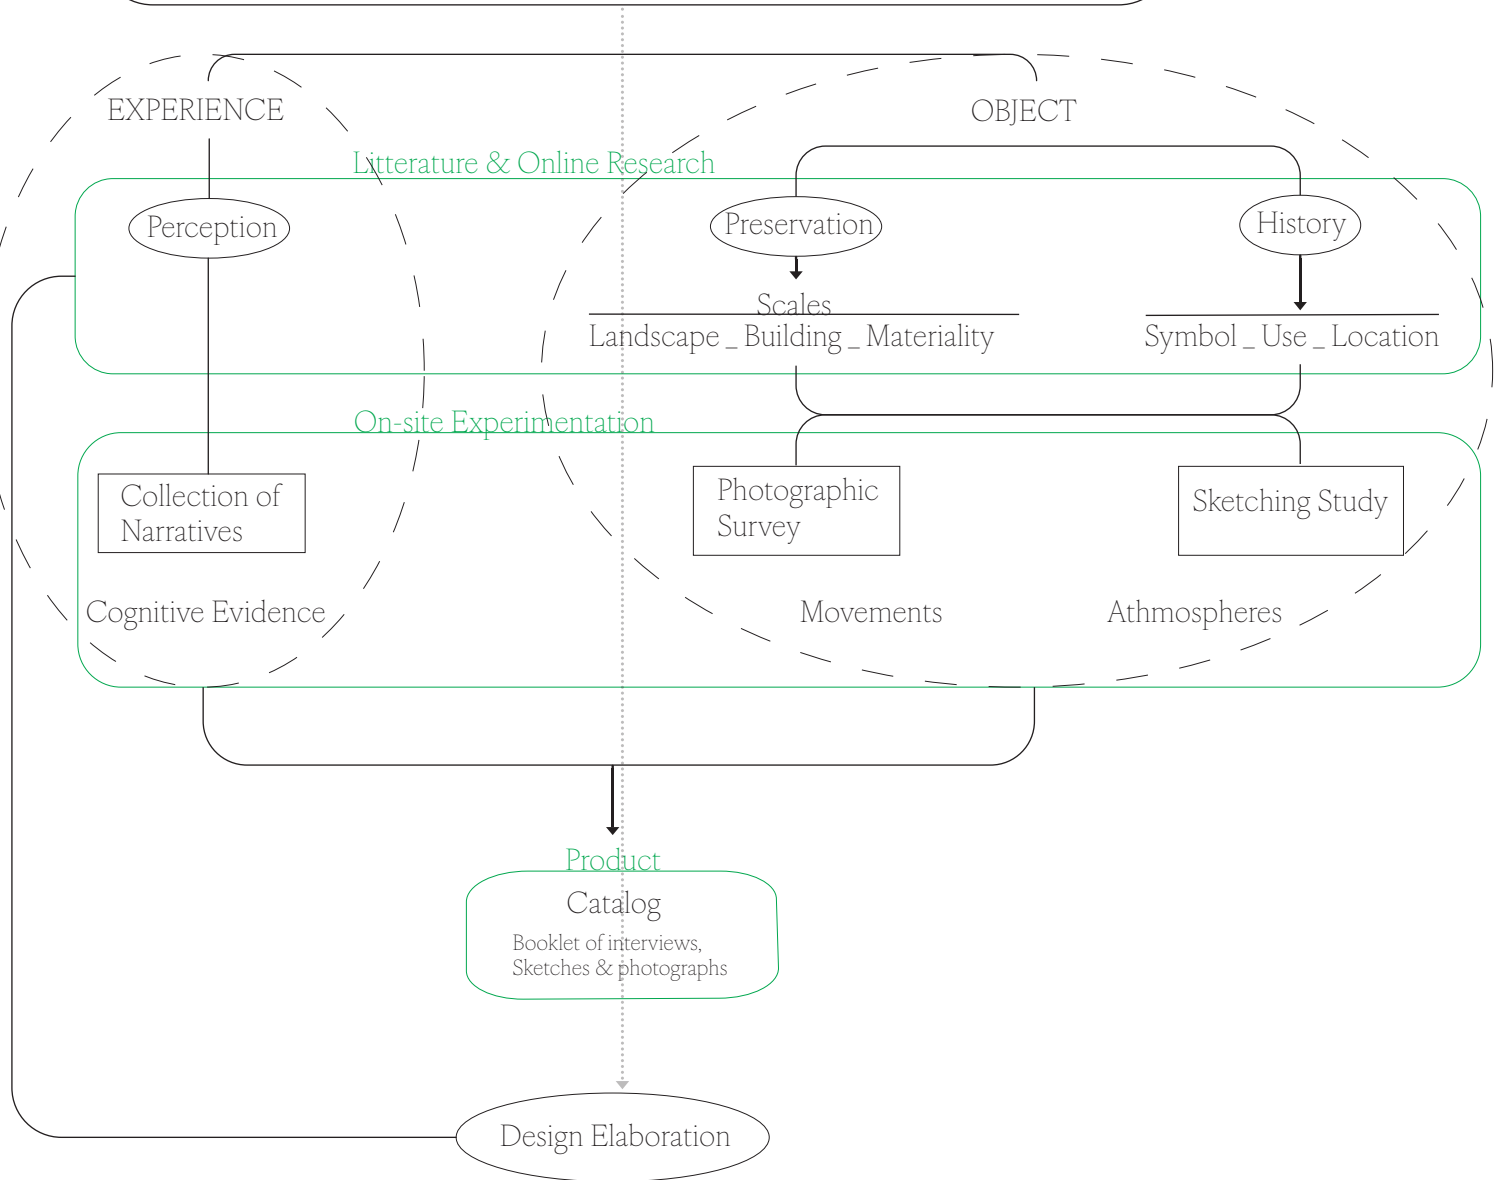 EXPERIENCE
OBJECT
Litterature & Online Research
Perception
Preservation
History
Scales
Landscape _ Building _ Materiality
Symbol _ Use _ Location
On-site Experimentation
Collection of
Narratives
Photographic
Survey
Sketching Study
Cognitive Evidence
Movements
Athmospheres
Product
Catalog
Booklet of interviews,
Sketches & photographs
Design Elaboration